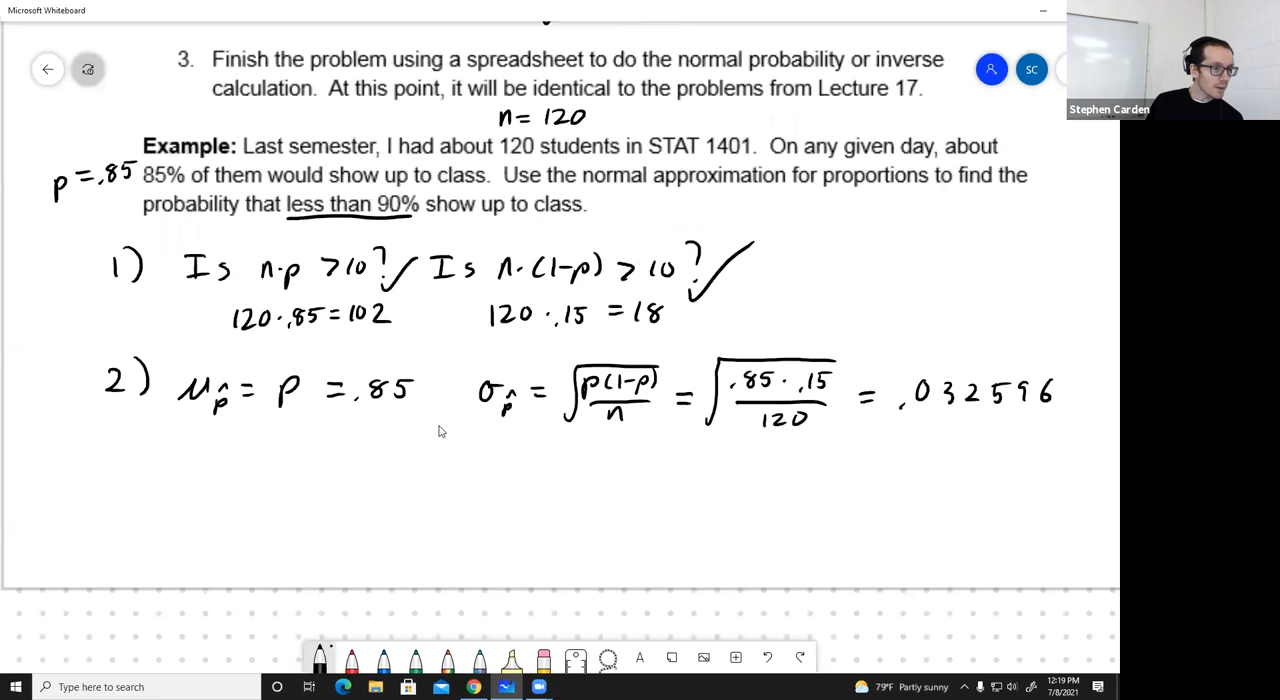 Microsoft Whiteboard
3. Finish the problem using a spreadsheet to do the normal probability or inverse
calculation. At this point, it will be identical to the problems from Lecture 17.
SC
Stephen Carden
n = 120
Example: Last semester, I had about 120 students in STAT 1401. On any given day, about
p = .85 85% of them would show up to class. Use the normal approximation for proportions to find the
probability that less than 90% show up to class.
1) Is n·p > 10? ✓ Is n·(1-p) > 10? ✓
120·.85 = 102 120·.15 = 18
2) μp̂ = p = .85 σp̂ = √(p(1-p)/n) = √(.85·.15/120) = .032596
A
Type here to search
79°F Partly sunny
12:19 PM
7/8/2021